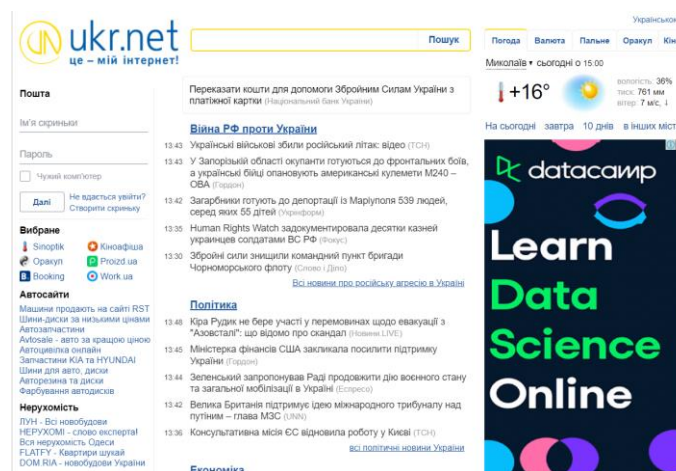 Українською
ukr.net
це – мій інтернет!
Пошук
Погода Валюта Пальне Оракул
Миколаїв ▾ сьогодні о 15:00
+16°
вологість: 36%
тиск: 761 мм
вітер: 7 м/с, ↓
На сьогодні завтра 10 днів в інших міст
Пошта
Ім'я скриньки
Пароль
Чужий комп'ютер
Далі
Не вдається увійти?
Створити скриньку
Вибране
Sinoptik Кіноафіша
Оракул Proizd.ua
Booking Work.ua
Автосайти
Машини продають на сайті RST
Шини-диски за низькими цінами
Автозапчастини
Avtosale - авто за кращою ціною
Автоцивілка онлайн
Запчастини KIA та HYUNDAI
Шини для авто, диски
Авторезина та диски
Фарбування автодисків
Нерухомість
ЛУН - Всі новобудови
НЕРУХОМІ - слово експерта!
Вся нерухомість Одеси
FLATFY - Квартири шукай
DOM.RIA - новобудови України
Переказати кошти для допомоги Збройним Силам України з
платіжної картки (Національний банк України)
Війна РФ проти України
13:43 Українські військові збили російський літак: відео (ТСН)
13:43 У Запорізькій області окупанти готуються до фронтальних боїв,
а українські бійці опановують американські кулемети M240 –
ОВА (Гордон)
13:42 Загарбники готують до депортації із Маріуполя 539 людей,
серед яких 55 дітей (Укрінформ)
13:35 Human Rights Watch задокументировала десятки казней
украинцев солдатами ВС РФ (Фокус)
13:30 Збройні сили знищили командний пункт бригади
Чорноморського флоту (Слово і Діло)
Всі новини про російську агресію в Україні
Політика
13:48 Кіра Рудик не бере участі у перемовинах щодо евакуації з
"Азовсталі": що відомо про скандал (Новини.LIVE)
13:45 Міністерка фінансів США закликала посилити підтримку
України (Гордон)
13:44 Зеленський запропонував Раді продовжити дію воєнного стану
та загальної мобілізації в Україні (Еспресо)
13:42 Велика Британія підтримує ідею міжнародного трибуналу над
путіним – глава МЗС (UNN)
13:36 Консультативна місія ЄС відновила роботу у Києві (ТСН)
всі політичні новини України
Економіка
datacamp
Learn
Data
Science
Online